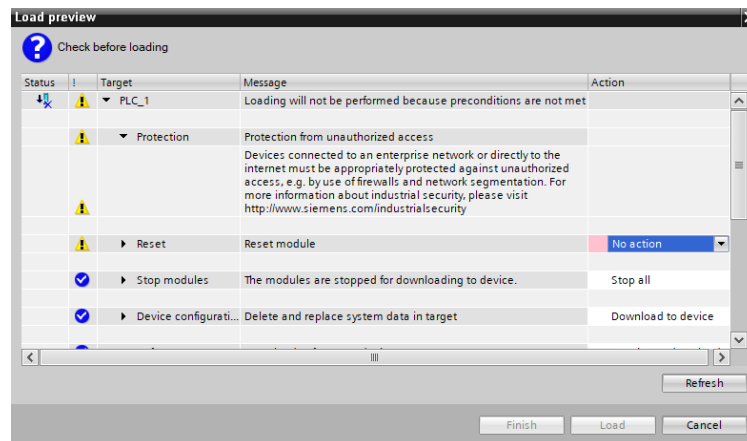 Load preview
Check before loading
Status ! Target Message Action
PLC_1 Loading will not be performed because preconditions are not met
Protection Protection from unauthorized access
Devices connected to an enterprise network or directly to the
internet must be appropriately protected against unauthorized
access, e.g. by use of firewalls and network segmentation. For
more information about industrial security, please visit
http://www.siemens.com/industrialsecurity
Reset Reset module No action
Stop modules The modules are stopped for downloading to device. Stop all
Device configurati... Delete and replace system data in target Download to device
Refresh
Finish Load Cancel